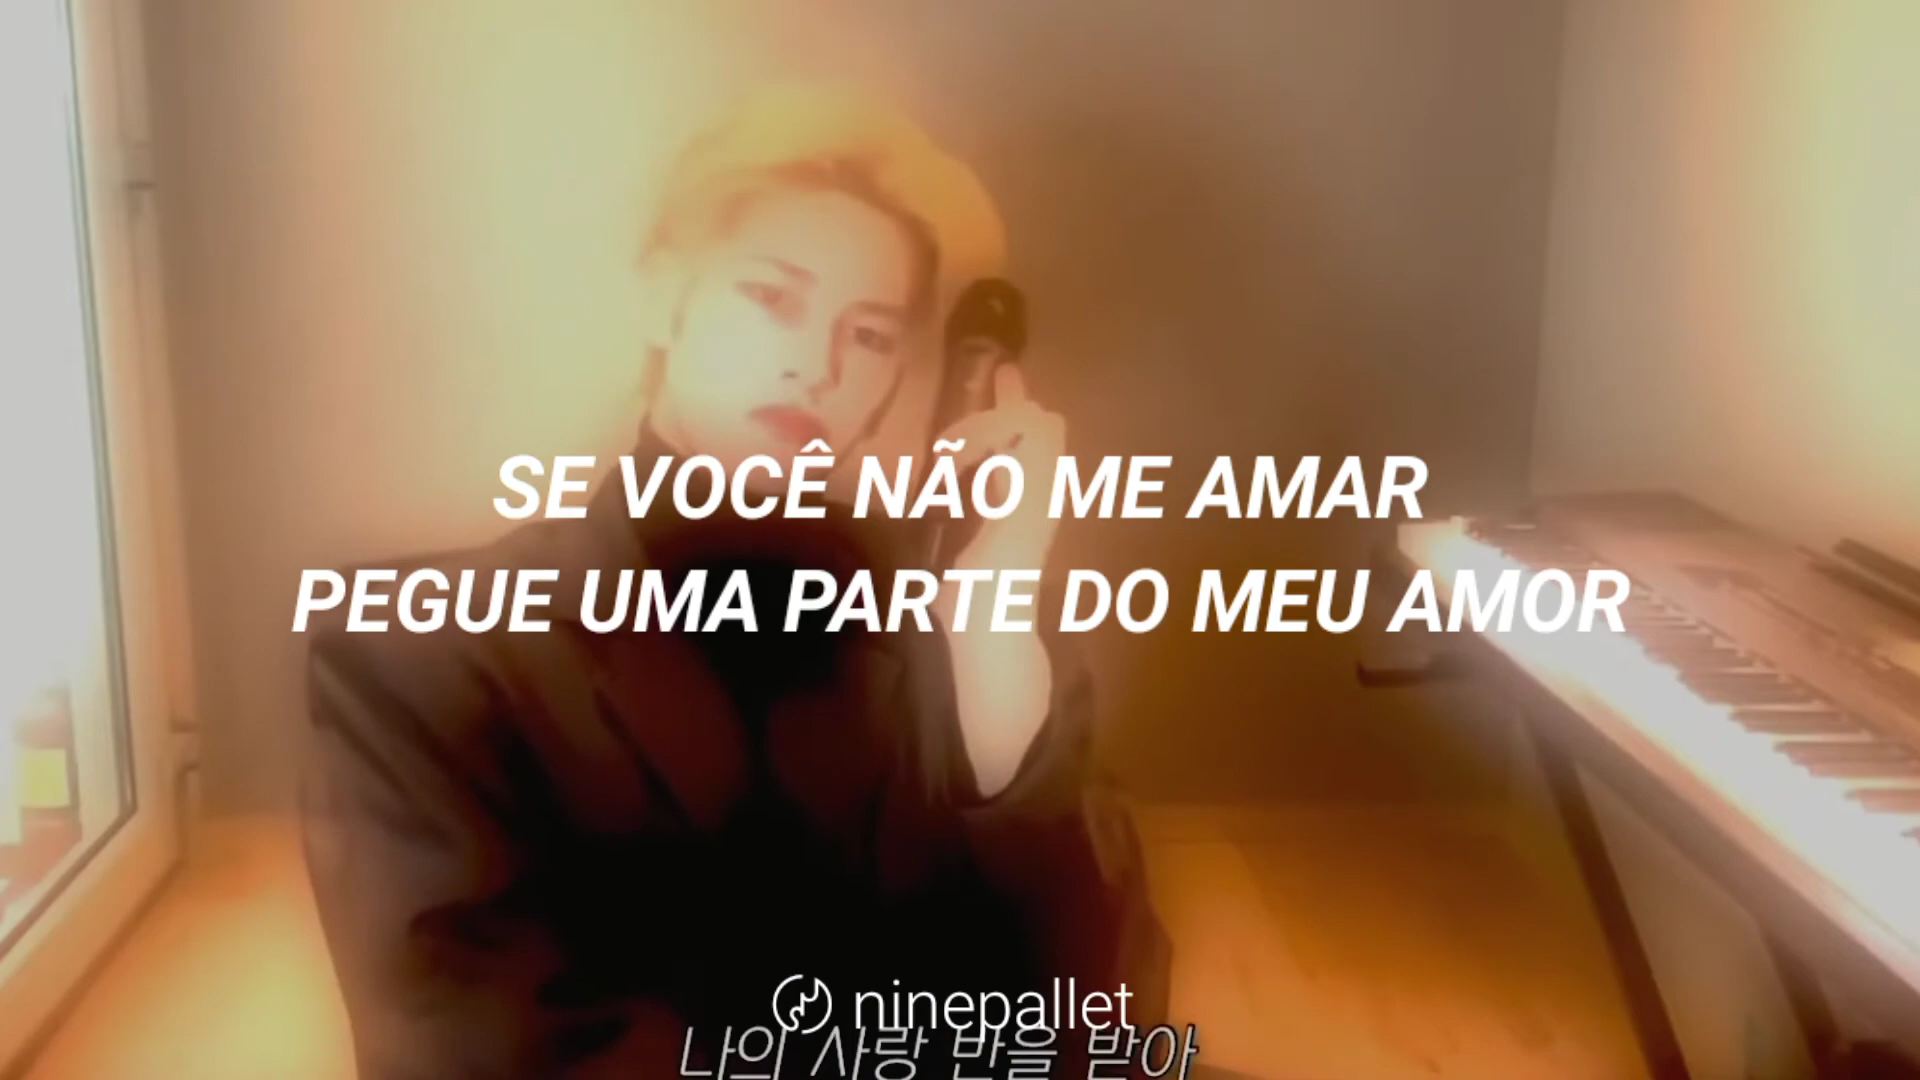 SE VOCÊ NÃO ME AMAR
PEGUE UMA PARTE DO MEU AMOR
ninepallet
나의 사랑 반을 받아